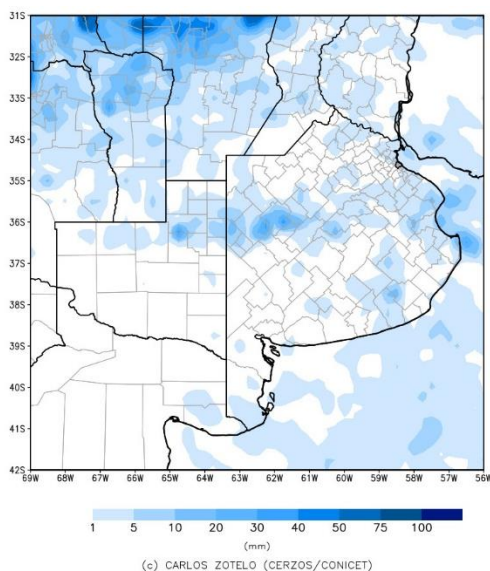 31S
32S
33S
34S
35S
36S
37S
38S
39S
40S
41S
42S
69W 68W 67W 66W 65W 64W 63W 62W 61W 60W 59W 58W 57W 56W
1 5 10 20 30 40 50 75 100
(mm)
(c) CARLOS ZOTELO (CERZOS/CONICET)